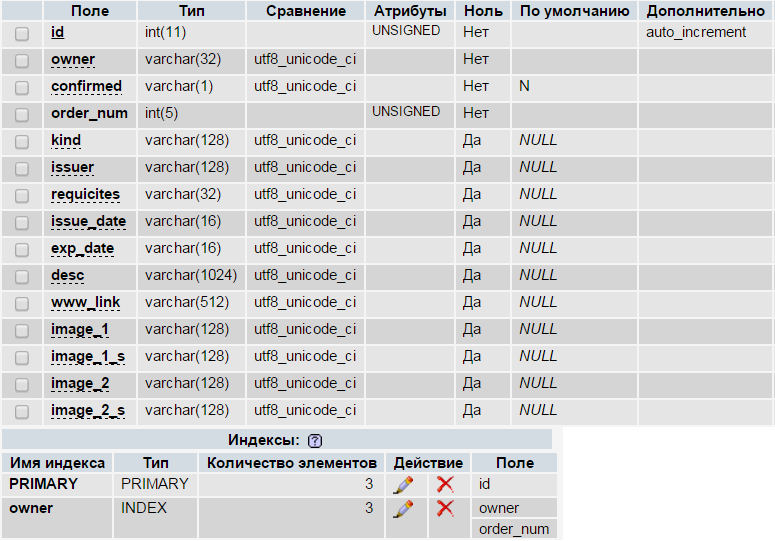 Поле Тип Сравнение Атрибуты Ноль По умолчанию Дополнительно
id int(11) UNSIGNED Нет auto_increment
owner varchar(32) utf8_unicode_ci Нет
confirmed varchar(1) utf8_unicode_ci Нет N
order_num int(5) UNSIGNED Нет
kind varchar(128) utf8_unicode_ci Да NULL
issuer varchar(128) utf8_unicode_ci Да NULL
requicites varchar(32) utf8_unicode_ci Да NULL
issue_date varchar(16) utf8_unicode_ci Да NULL
exp_date varchar(16) utf8_unicode_ci Да NULL
desc varchar(1024) utf8_unicode_ci Да NULL
www_link varchar(512) utf8_unicode_ci Да NULL
image_1 varchar(128) utf8_unicode_ci Да NULL
image_1_s varchar(128) utf8_unicode_ci Да NULL
image_2 varchar(128) utf8_unicode_ci Да NULL
image_2_s varchar(128) utf8_unicode_ci Да NULL
Индексы: ?
Имя индекса Тип Количество элементов Действие Поле
PRIMARY PRIMARY 3 id
owner INDEX 3 owner
order_num